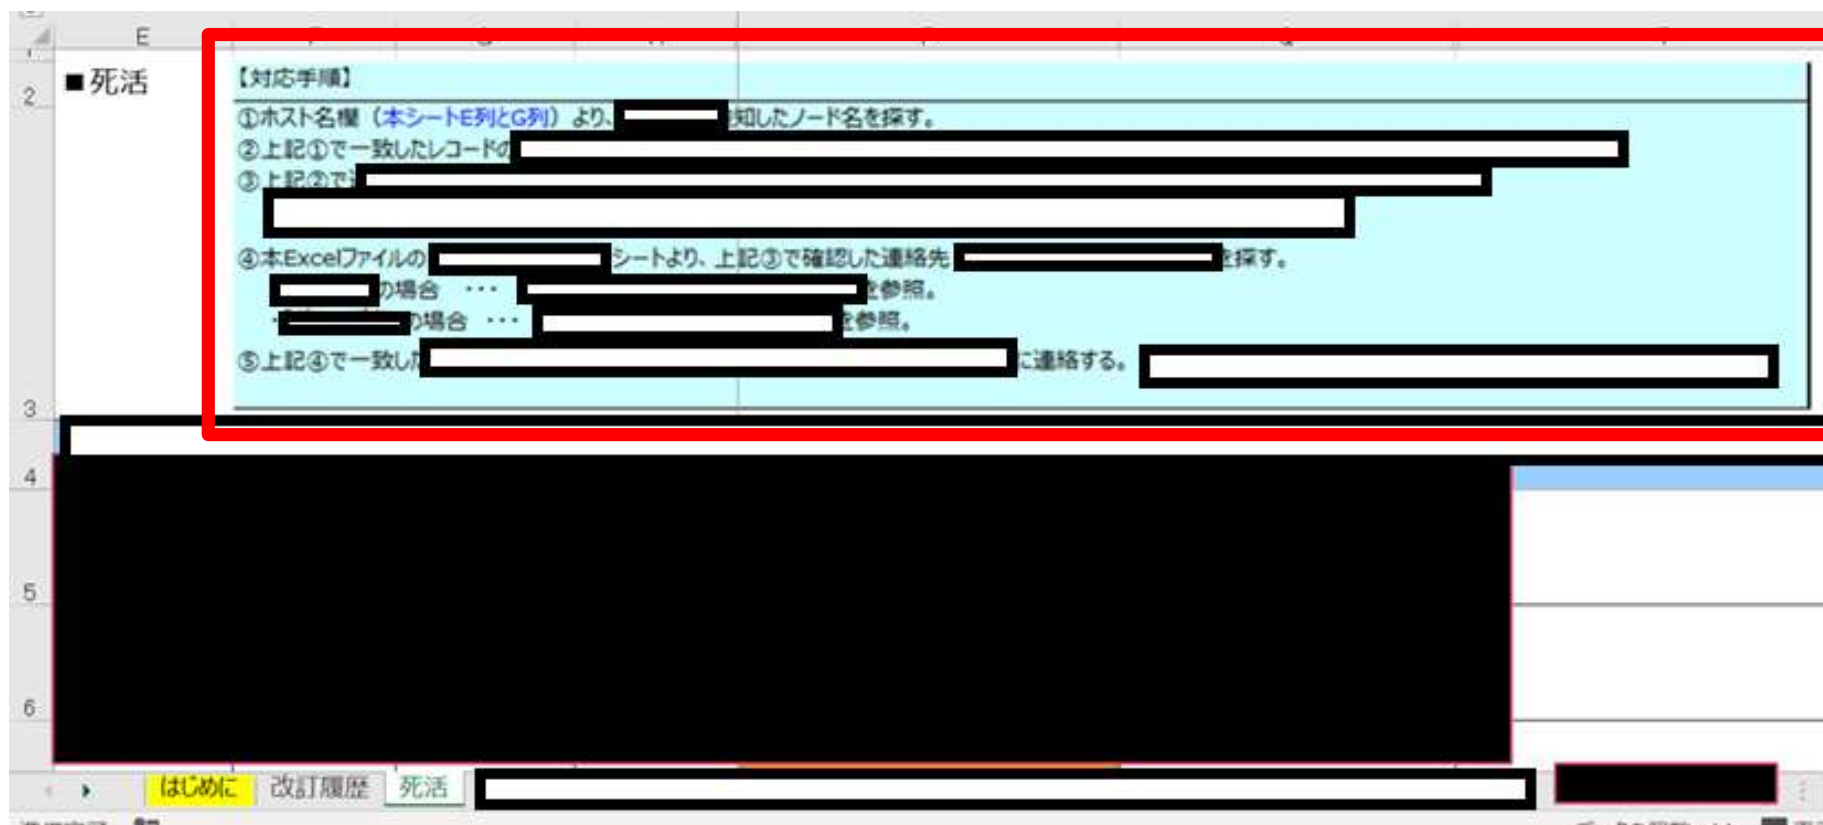 E
2
■死活
【対応手順】
①ホスト名欄(本シートE列とG列)より、 知したノード名を探す。
②上記①で一致したレコードの
③上記②で
④本Excelファイルの シートより、上記③で確認した連絡先 を探す。
の場合 ・・・ を参照。
・ の場合 ・・・ を参照。
⑤上記④で一致した に連絡する。
3
4
5
6
はじめに 改訂履歴 死活